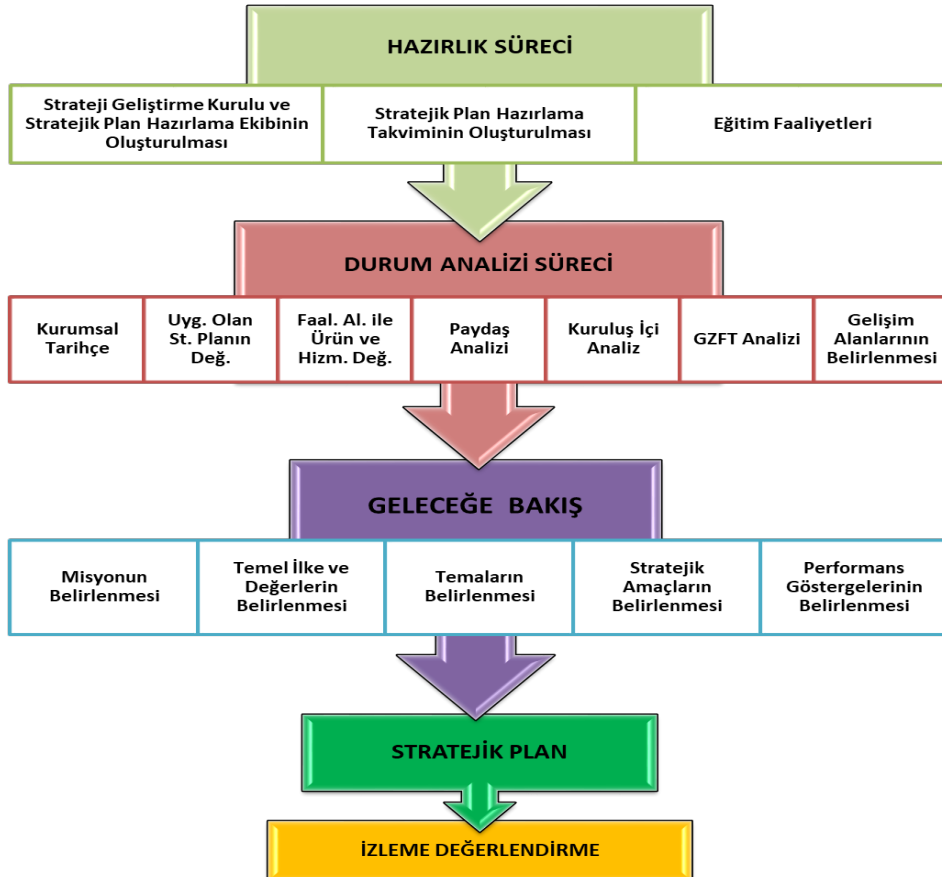 HAZIRLIK SÜRECİ
Strateji Geliştirme Kurulu ve
Stratejik Plan Hazırlama Ekibinin
Oluşturulması
Stratejik Plan Hazırlama
Takviminin Oluşturulması
Eğitim Faaliyetleri
DURUM ANALİZİ SÜRECİ
Kurumsal
Tarihçe
Uyg. Olan
St. Planın
Değ.
Faal. Al. ile
Ürün ve
Hizm. Değ.
Paydaş
Analizi
Kuruluş İçi
Analiz
GZFT Analizi
Gelişim
Alanlarının
Belirlenmesi
GELECEĞE BAKIŞ
Misyonun
Belirlenmesi
Temel İlke ve
Değerlerin
Belirlenmesi
Temaların
Belirlenmesi
Stratejik
Amaçların
Belirlenmesi
Performans
Göstergelerinin
Belirlenmesi
STRATEJİK PLAN
İZLEME DEĞERLENDİRME